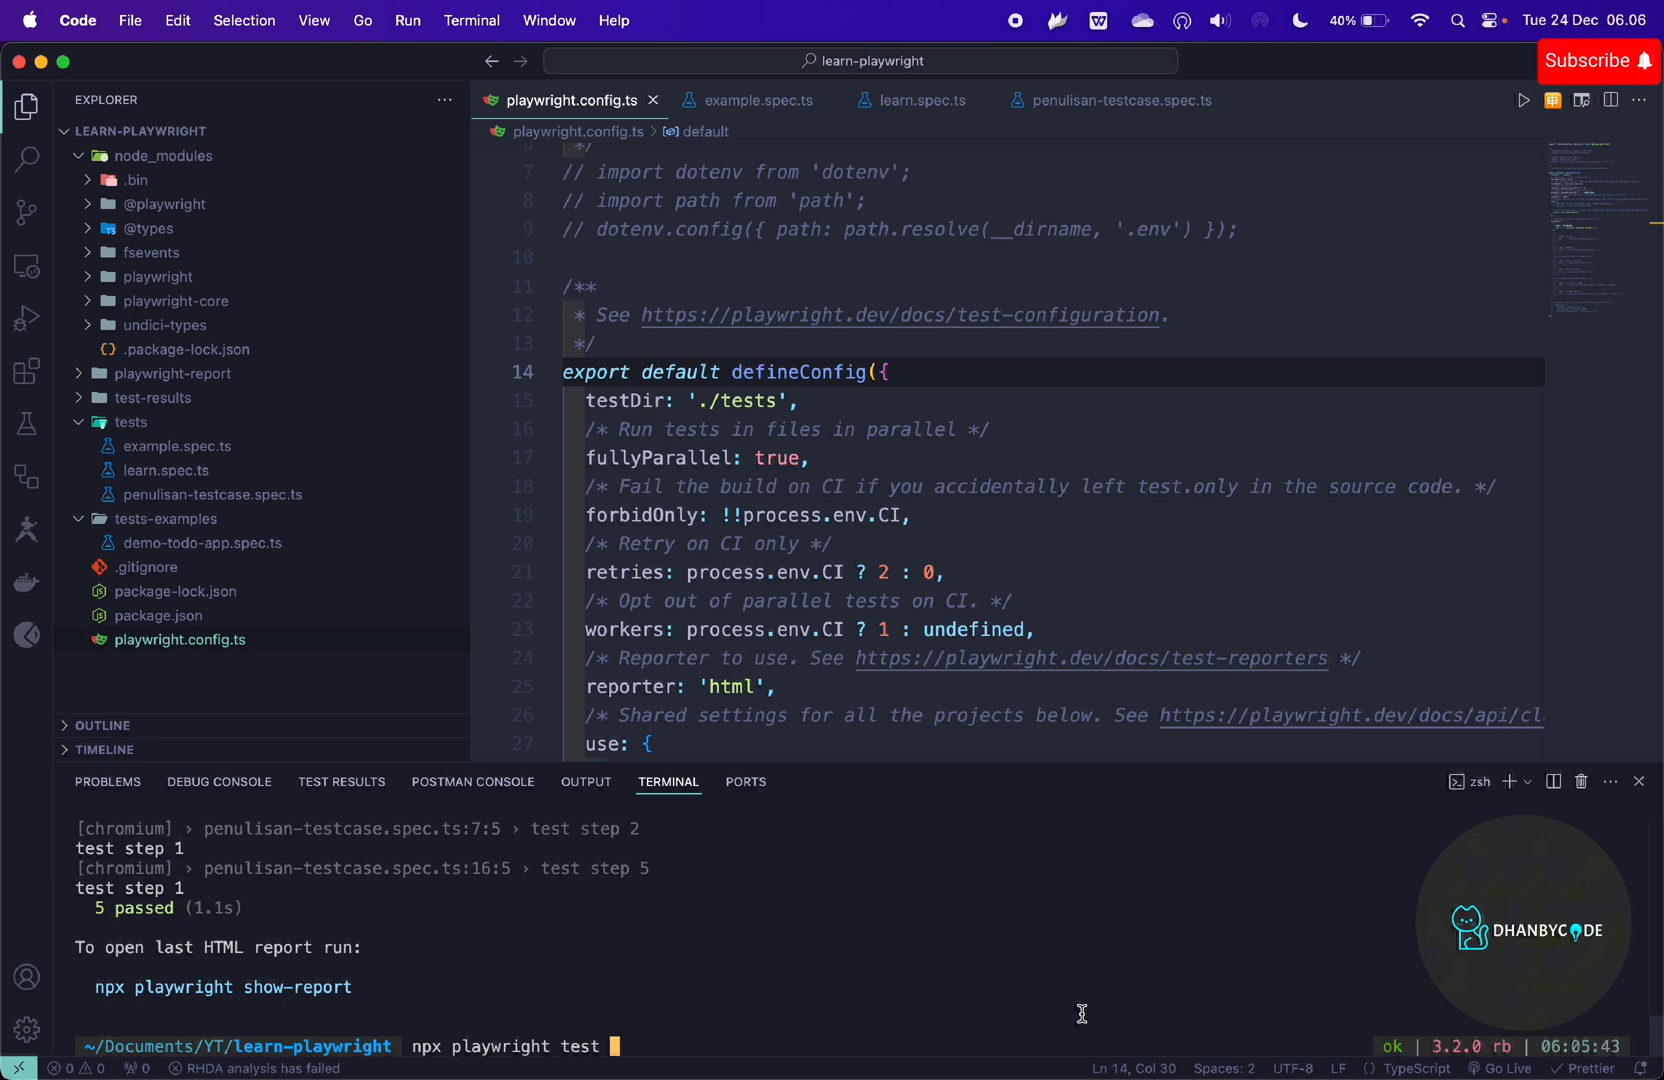 Code File Edit Selection View Go Run Terminal Window Help 40% Tue 24 Dec 06.06
learn-playwright
Subscribe
EXPLORER
playwright.config.ts
example.spec.ts
learn.spec.ts
penulisan-testcase.spec.ts
playwright.config.ts > default
LEARN-PLAYWRIGHT
node_modules
.bin
@playwright
@types
fsevents
playwright
playwright-core
undici-types
.package-lock.json
playwright-report
test-results
tests
example.spec.ts
learn.spec.ts
penulisan-testcase.spec.ts
tests-examples
demo-todo-app.spec.ts
.gitignore
package-lock.json
package.json
playwright.config.ts
OUTLINE
TIMELINE
6 */
7 // import dotenv from 'dotenv';
8 // import path from 'path';
9 // dotenv.config({ path: path.resolve(__dirname, '.env') });
10
11 /**
12 * See https://playwright.dev/docs/test-configuration.
13 */
14 export default defineConfig({
15 testDir: './tests',
16 /* Run tests in files in parallel */
17 fullyParallel: true,
18 /* Fail the build on CI if you accidentally left test.only in the source code. */
19 forbidOnly: !!process.env.CI,
20 /* Retry on CI only */
21 retries: process.env.CI ? 2 : 0,
22 /* Opt out of parallel tests on CI. */
23 workers: process.env.CI ? 1 : undefined,
24 /* Reporter to use. See https://playwright.dev/docs/test-reporters */
25 reporter: 'html',
26 /* Shared settings for all the projects below. See https://playwright.dev/docs/api/cl
27 use: {
PROBLEMS DEBUG CONSOLE TEST RESULTS POSTMAN CONSOLE OUTPUT TERMINAL PORTS zsh
[chromium] › penulisan-testcase.spec.ts:7:5 › test step 2
test step 1
[chromium] › penulisan-testcase.spec.ts:16:5 › test step 5
test step 1
5 passed (1.1s)
To open last HTML report run:
npx playwright show-report
~/Documents/YT/learn-playwright npx playwright test
ok | 3.2.0 rb | 06:05:43
DHANBYCODE
0 0 0 RHDA analysis has failed Ln 14, Col 30 Spaces: 2 UTF-8 LF {} TypeScript Go Live Prettier